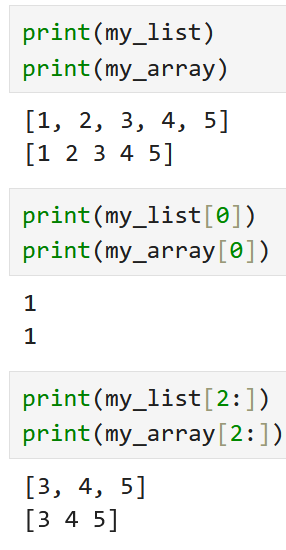 print(my_list)
print(my_array)
[1, 2, 3, 4, 5]
[1 2 3 4 5]
print(my_list[0])
print(my_array[0])
1
1
print(my_list[2:])
print(my_array[2:])
[3, 4, 5]
[3 4 5]